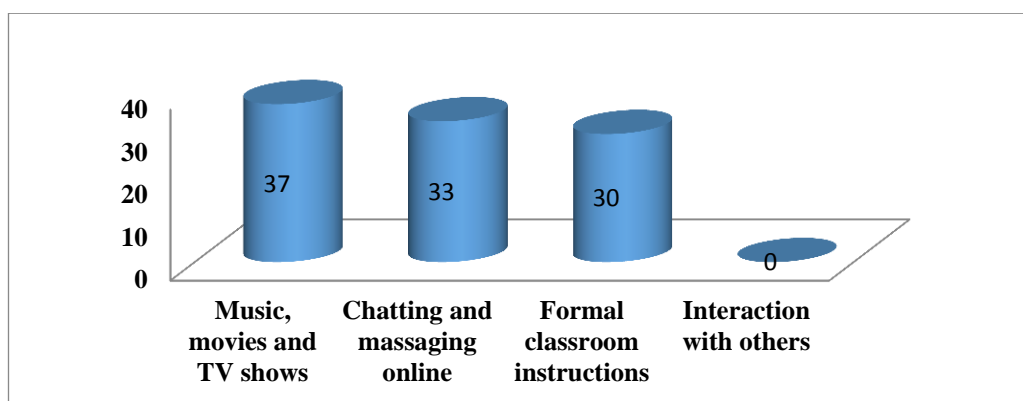 40
30
20
10
0
37
33
30
0
Music,
movies and
TV shows
Chatting and
massaging
online
Formal
classroom
instructions
Interaction
with others